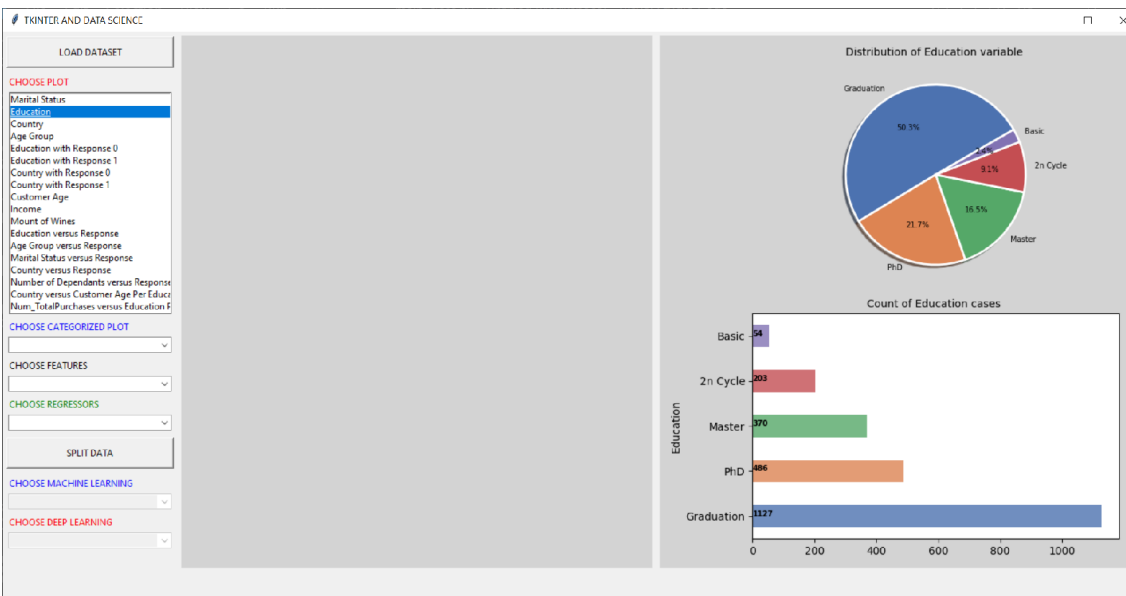 TKINTER AND DATA SCIENCE
LOAD DATASET
CHOOSE PLOT
Marital Status
Education
Country
Age Group
Education with Response 0
Education with Response 1
Country with Response 0
Country with Response 1
Customer Age
Income
Mount of Wines
Education versus Response
Age Group versus Response
Marital Status versus Response
Country versus Response
Number of Dependants versus Response
Country versus Customer Age Per Educa
Num_TotalPurchases versus Education P
CHOOSE CATEGORIZED PLOT
CHOOSE FEATURES
CHOOSE REGRESSORS
SPLIT DATA
CHOOSE MACHINE LEARNING
CHOOSE DEEP LEARNING
Distribution of Education variable
Graduation
50.3%
Basic
2.4%
2n Cycle
9.1%
16.5%
Master
21.7%
PhD
Count of Education cases
Education
Basic 54
2n Cycle 203
Master 370
PhD 486
Graduation 1127
0 200 400 600 800 1000